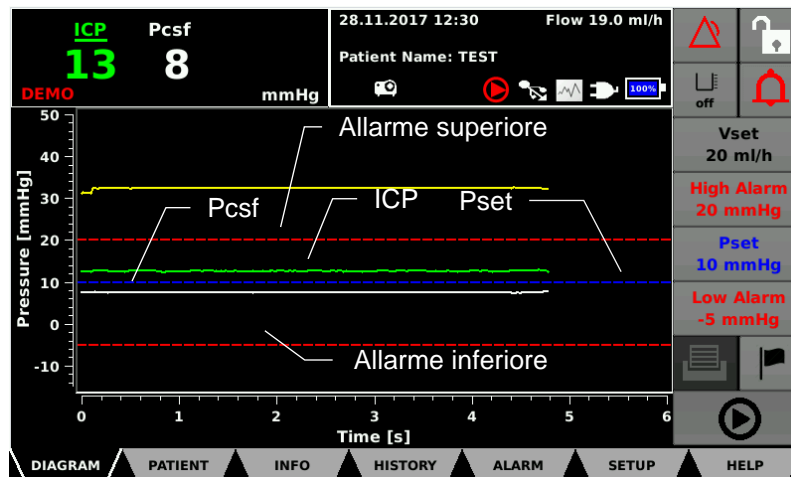 ICP Pcsf
13 8
DEMO mmHg
28.11.2017 12:30 Flow 19.0 ml/h
Patient Name: TEST
100%
off
Vset
20 ml/h
High Alarm
20 mmHg
Pset
10 mmHg
Low Alarm
-5 mmHg
Pressure [mmHg]
50
40
30
20
10
0
-10
Allarme superiore
Pcsf ICP Pset
Allarme inferiore
0 1 2 3 4 5 6
Time [s]
DIAGRAM PATIENT INFO HISTORY ALARM SETUP HELP